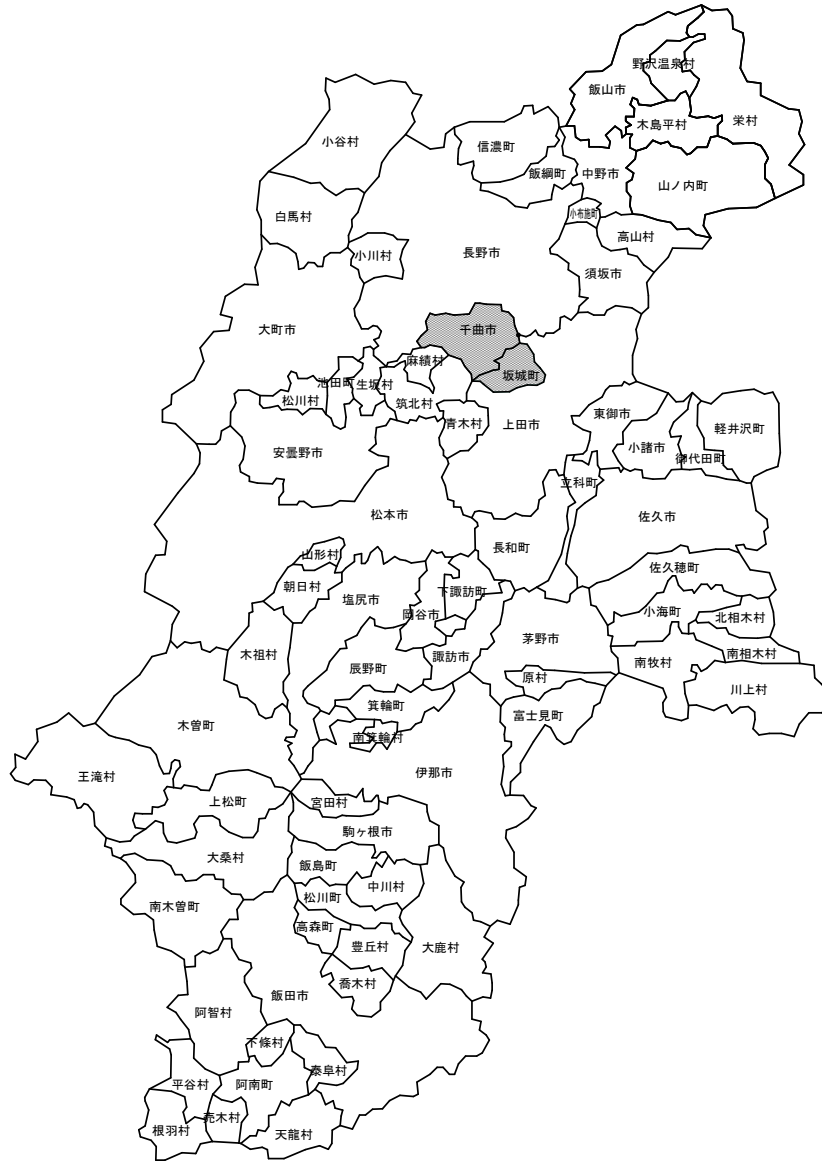 野沢温泉村
飯山市
栄村
木島平村
小谷村
信濃町
飯綱町
中野市
山ノ内町
白馬村
小布施町
高山村
小川村
長野市
須坂市
大町市
千曲市
麻績村
坂城町
池田町
生坂村
松川村
筑北村
青木村
上田市
東御市
軽井沢町
小諸市
御代田町
安曇野市
立科町
松本市
佐久市
長和町
山形村
佐久穂町
朝日村
塩尻市
下諏訪町
岡谷市
小海町
北相木村
茅野市
木祖村
諏訪市
南相木村
辰野町
南牧村
原村
川上村
箕輪町
富士見町
木曽町
南箕輪村
王滝村
伊那市
上松町
宮田村
駒ヶ根市
大桑村
飯島町
中川村
松川町
南木曽町
高森町
豊丘村
大鹿村
喬木村
飯田市
阿智村
下條村
泰阜村
平谷村
阿南町
売木村
根羽村
天龍村